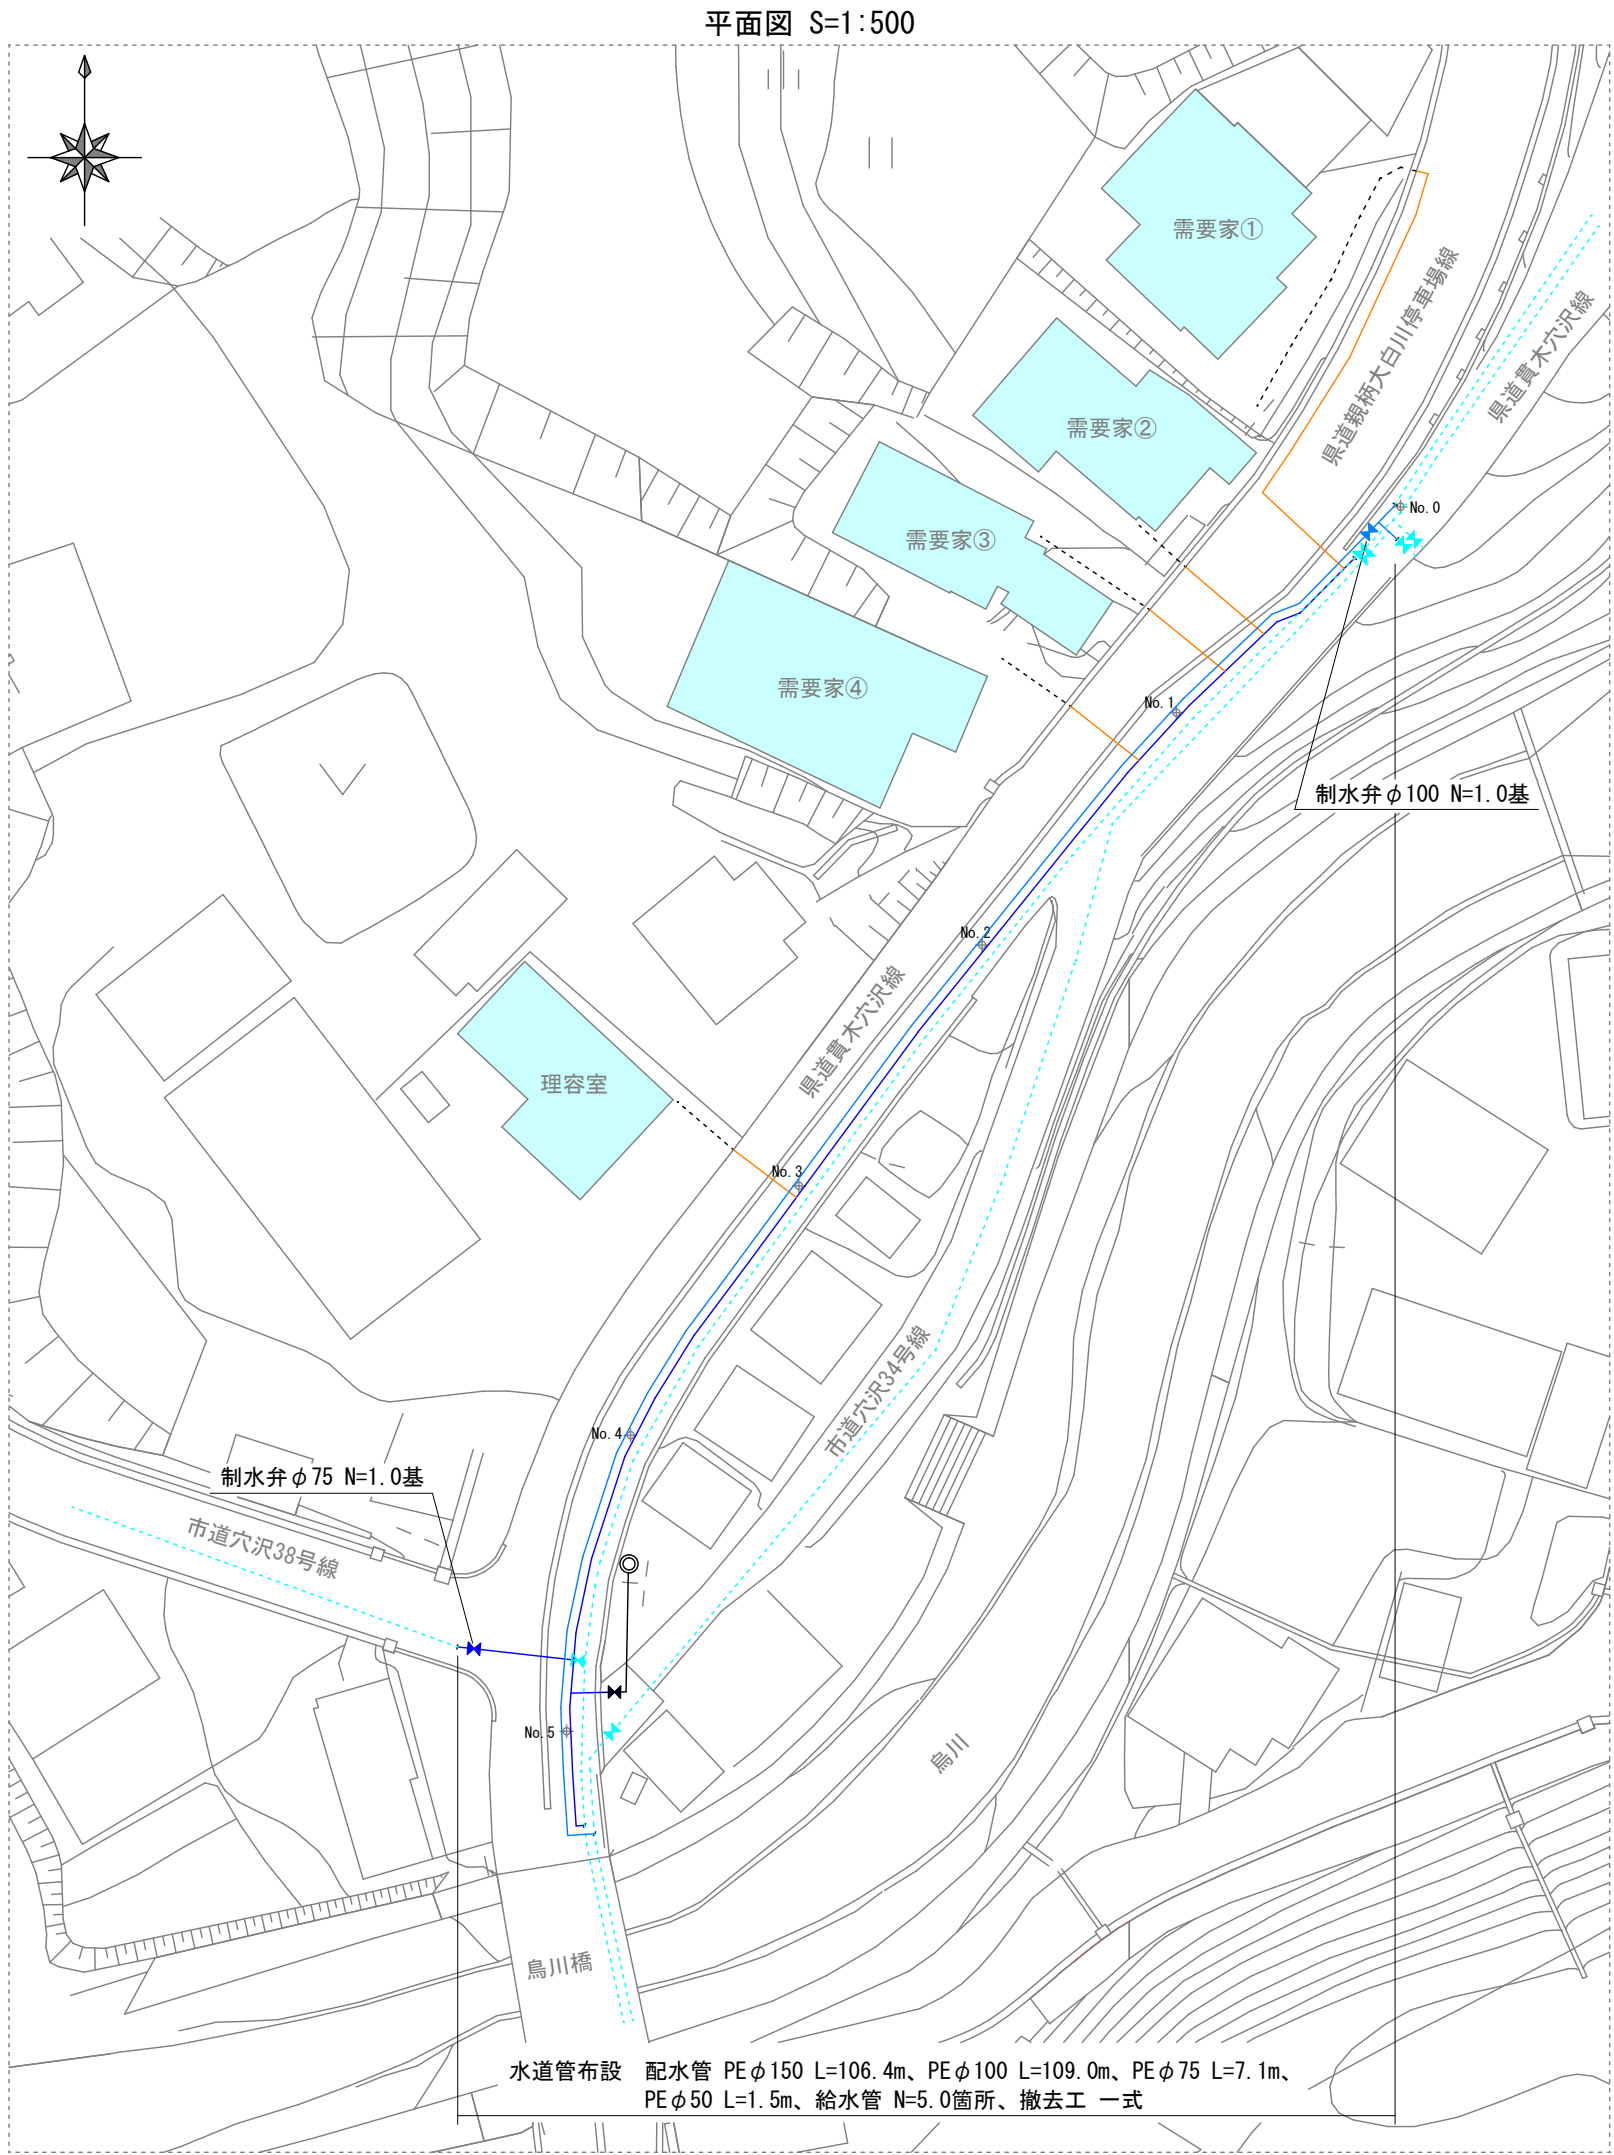 平面図 S=1:500
需要家①
県道親柄大白川停車場線
県道貫木穴沢線
需要家②
No.0
需要家③
需要家④
No.1
制水弁φ100 N=1.0基
No.2
県道貫木穴沢線
理容室
No.3
市道穴沢34号線
No.4
制水弁φ75 N=1.0基
市道穴沢38号線
No.5
鳥川
鳥川橋
水道管布設 配水管 PEφ150 L=106.4m、PEφ100 L=109.0m、PEφ75 L=7.1m、
PEφ50 L=1.5m、給水管 N=5.0箇所、撤去工 一式